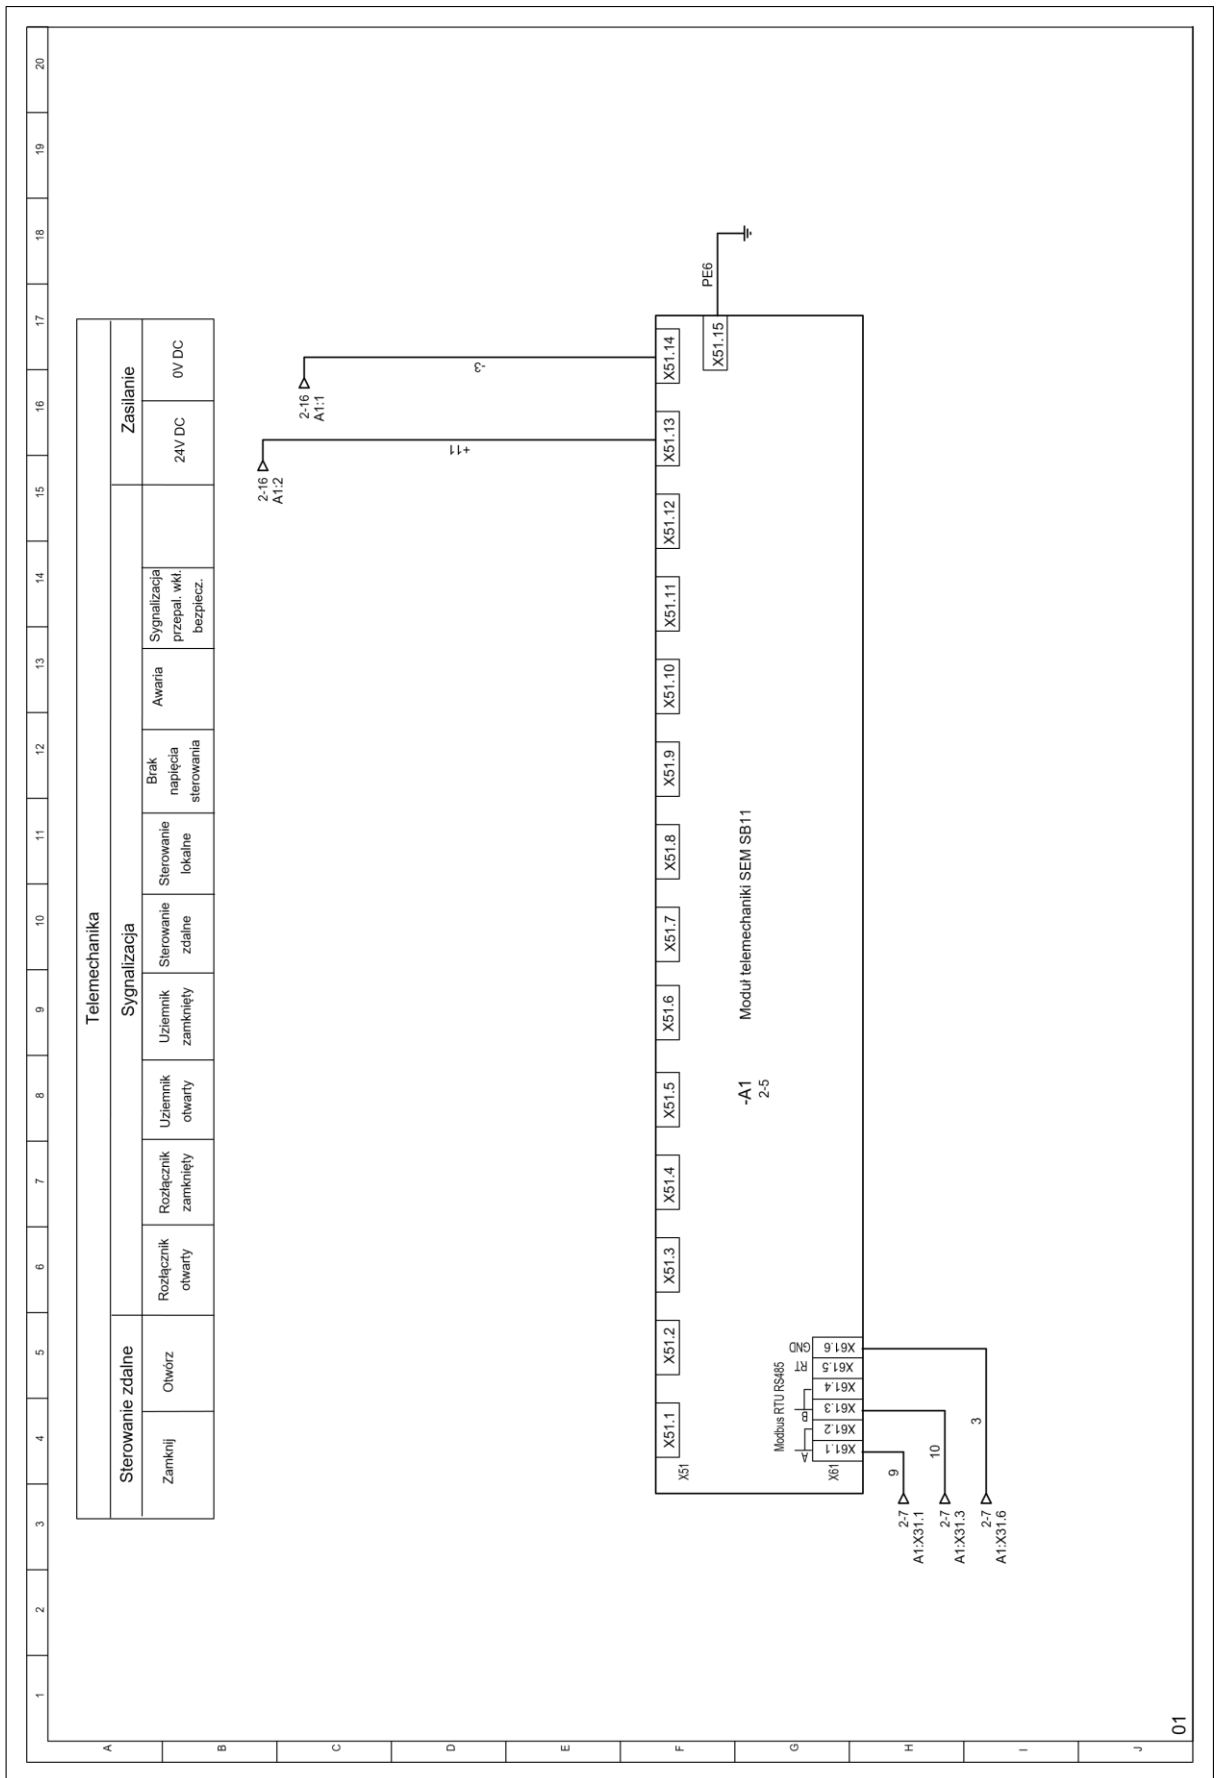 1 2 3 4 5 6 7 8 9 10 11 12 13 14 15 16 17 18 19 20
A
B
C
D
E
F
G
H
I
J
Telemechanika
Sterowanie zdalne Sygnalizacja Zasilanie
Zamknij
Otwórz
Rozłącznik
otwarty
Rozłącznik
zamknięty
Uziemnik
otwarty
Uziemnik
zamknięty
Sterowanie
zdalne
Sterowanie
lokalne
Brak
napięcia
sterowania
Awaria
Sygnalizacja
przepal. wkł.
bezpiecz.
24V DC
0V DC
2-16
A1:2
2-16
A1:1
+11
-3
X51.1 X51.2 X51.3 X51.4 X51.5 X51.6 X51.7 X51.8 X51.9 X51.10 X51.11 X51.12 X51.13 X51.14
X51
X51.15
PE6
-A1
2-5
Moduł telemechaniki SEM SB11
Modbus RTU RS485
A B RT GND
X61.1 X61.2 X61.3 X61.4 X61.5 X61.6
X61
9
10
3
2-7
A1:X31.1
2-7
A1:X31.3
2-7
A1:X31.6
01